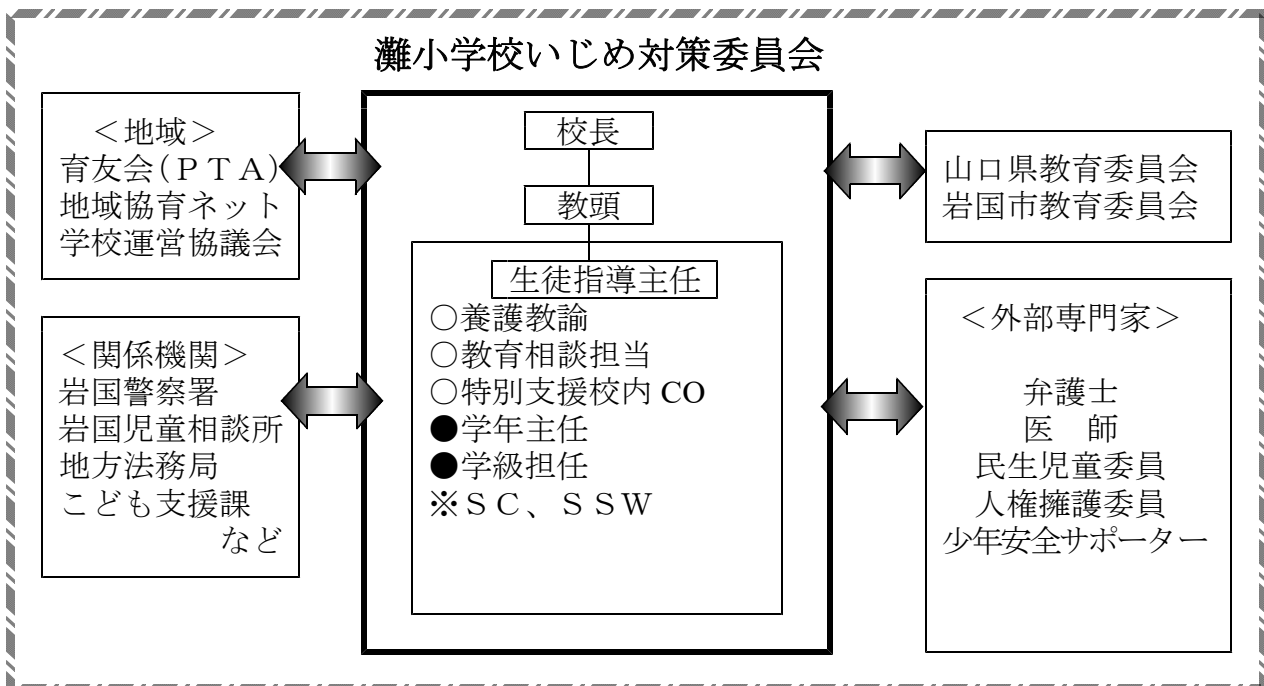 灘小学校いじめ対策委員会
＜地域＞
育友会（ＰＴＡ）
地域協育ネット
学校運営協議会
＜関係機関＞
岩国警察署
岩国児童相談所
地方法務局
こども支援課
など
校長
教頭
生徒指導主任
○養護教諭
○教育相談担当
○特別支援校内 CO
●学年主任
●学級担任
※ＳＣ、ＳＳＷ
山口県教育委員会
岩国市教育委員会
＜外部専門家＞
弁護士
医　師
民生児童委員
人権擁護委員
少年安全サポーター